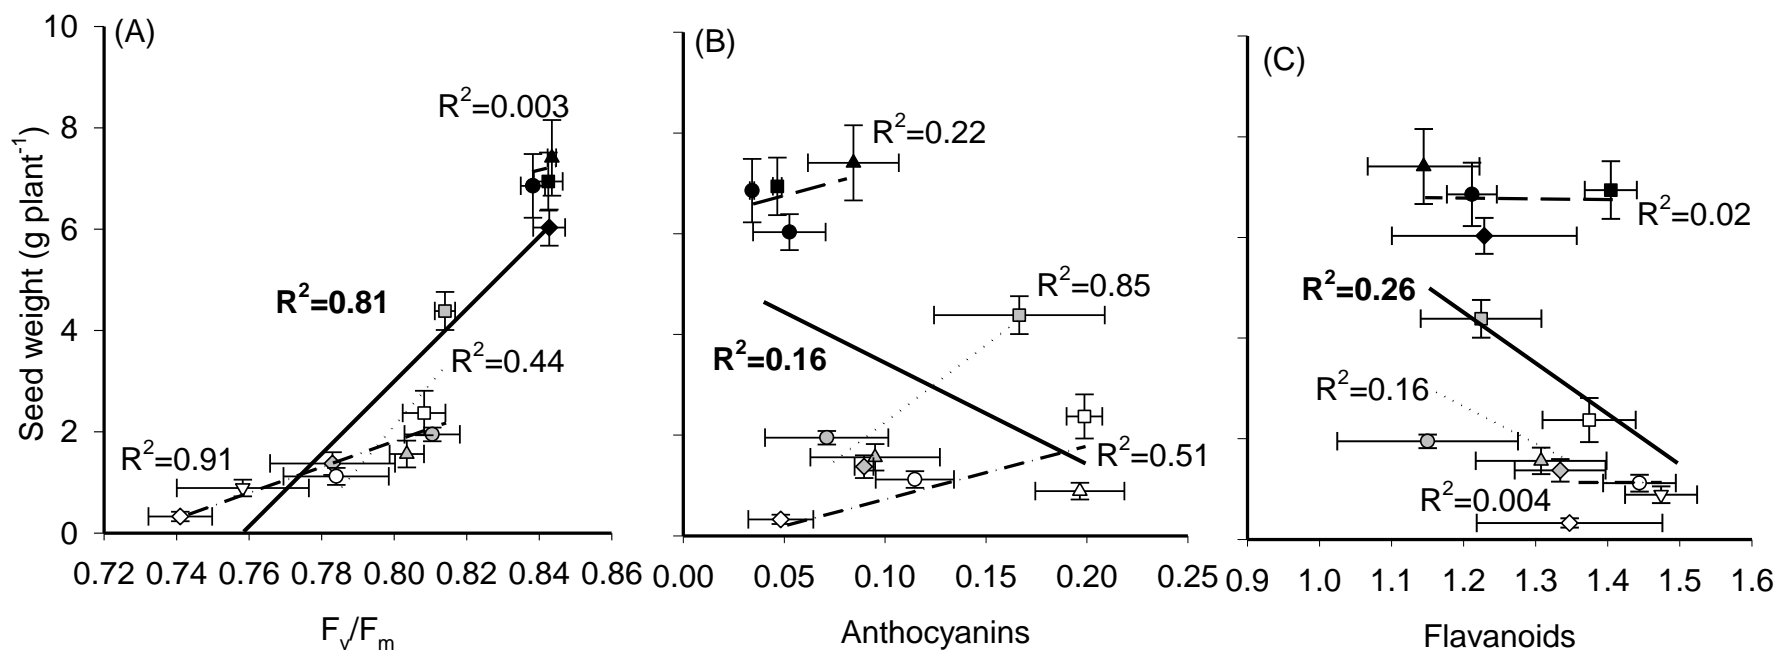 10
8
6
4
2
0
Seed weight (g plant⁻¹)
(A)
R²=0.003
R²=0.81
R²=0.44
R²=0.91
0.72 0.74 0.76 0.78 0.80 0.82 0.84 0.86
Fv/Fm
(B)
R²=0.22
R²=0.85
R²=0.16
R²=0.51
0.00 0.05 0.10 0.15 0.20 0.25
Anthocyanins
(C)
R²=0.02
R²=0.26
R²=0.16
R²=0.004
0.9 1.0 1.1 1.2 1.3 1.4 1.5 1.6
Flavanoids